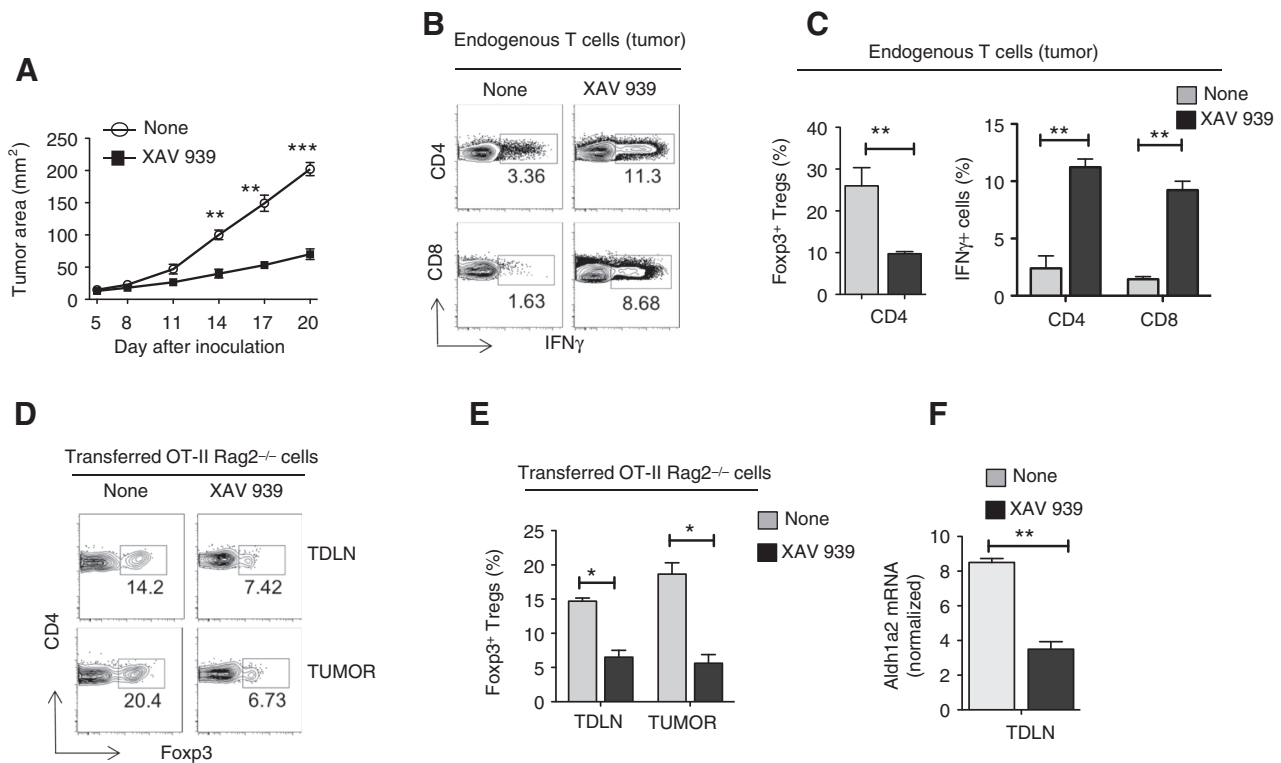 A
None
XAV 939
Tumor area (mm²)
250
200
150
100
50
0
**
**
***
5 8 11 14 17 20
Day after inoculation
B
Endogenous T cells (tumor)
None XAV 939
CD4
3.36 11.3
CD8
1.63 8.68
IFNγ
C
Endogenous T cells (tumor)
None
XAV 939
Foxp3⁺ Tregs (%)
40
30
20
10
0
**
CD4
IFNγ+ cells (%)
15
10
5
0
** **
CD4 CD8
D
Transferred OT-II Rag2−/− cells
None XAV 939
TDLN
14.2 7.42
TUMOR
20.4 6.73
CD4
Foxp3
E
Transferred OT-II Rag2−/− cells
None
XAV 939
Foxp3⁺ Tregs (%)
25
20
15
10
5
0
* *
TDLN TUMOR
F
None
XAV 939
Aldh1a2 mRNA
(normalized)
10
8
6
4
2
0
**
TDLN